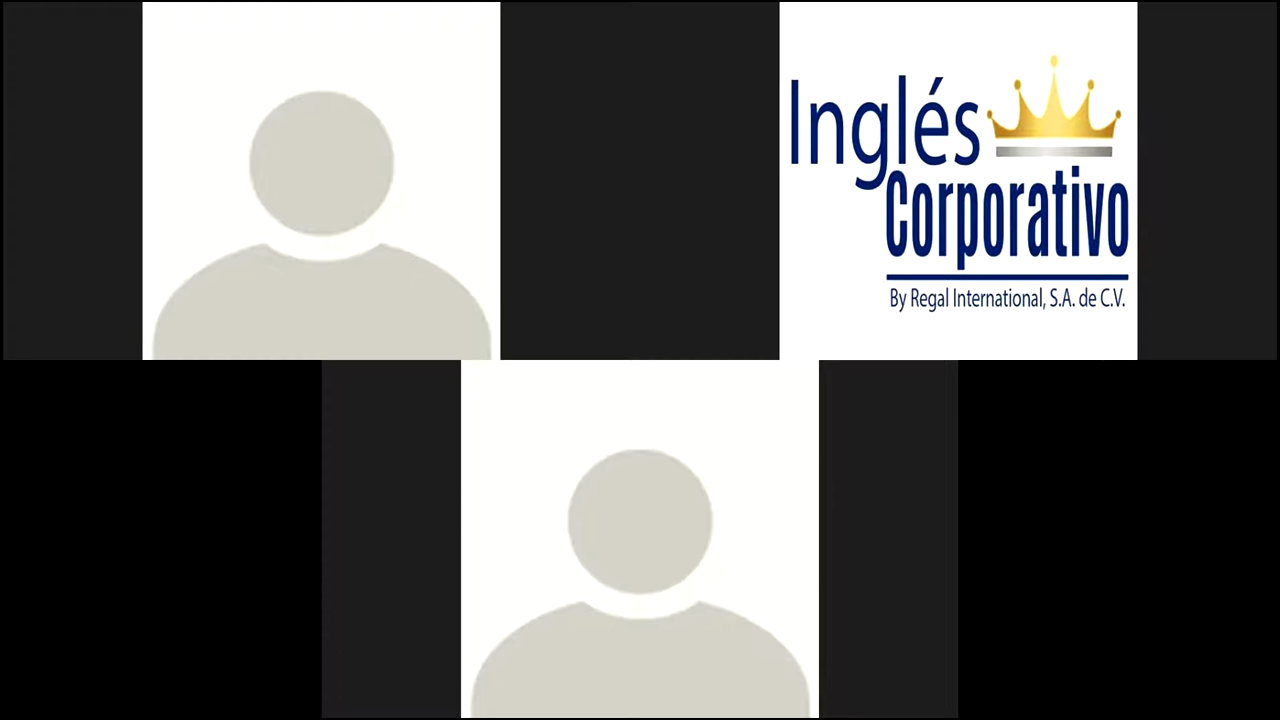 Inglés
Corporativo
By Regal International, S.A. de C.V.